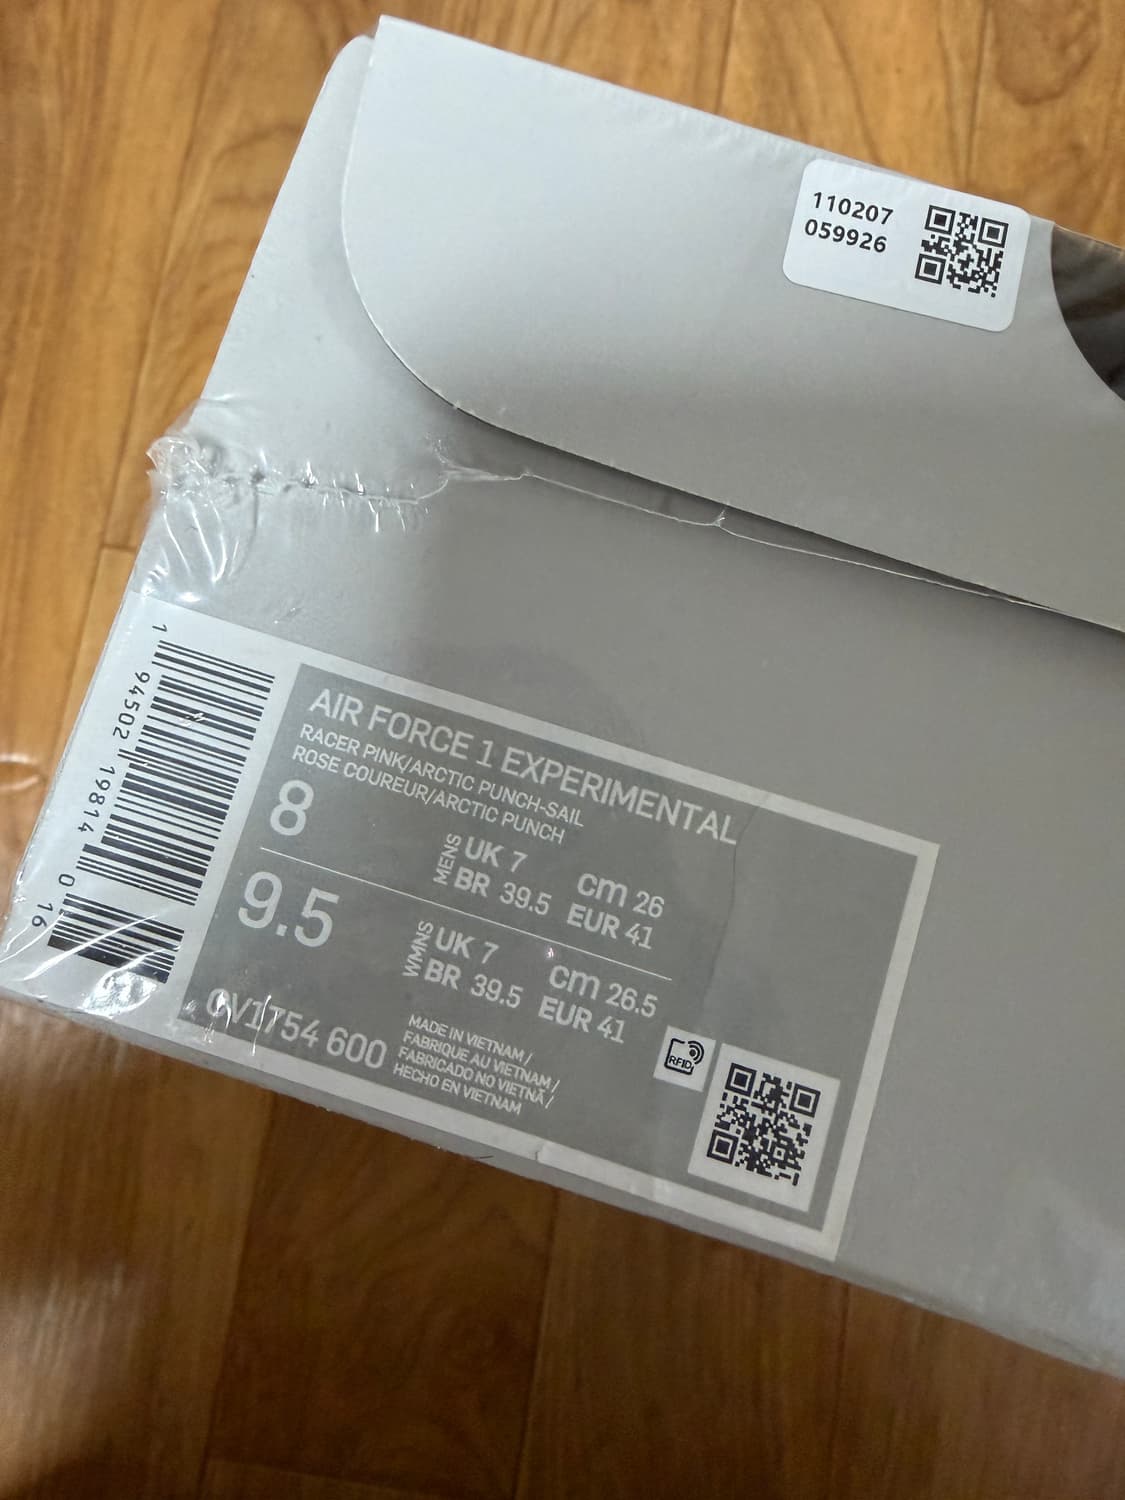 110207
059926
AIR FORCE 1 EXPERIMENTAL
RACER PINK/ARCTIC PUNCH-SAIL
ROSE COUREUR/ARCTIC PUNCH
8
MENS
UK 7
cm 26
BR 39.5
EUR 41
9.5
WMNS
UK 7
cm 26.5
BR 39.5
EUR 41
CV1754 600
MADE IN VIETNAM /
FABRIQUE AU VIETNAM /
FABRICADO NO VIETNÃ /
HECHO EN VIETNAM
RFID
1 94502 19814 0 16